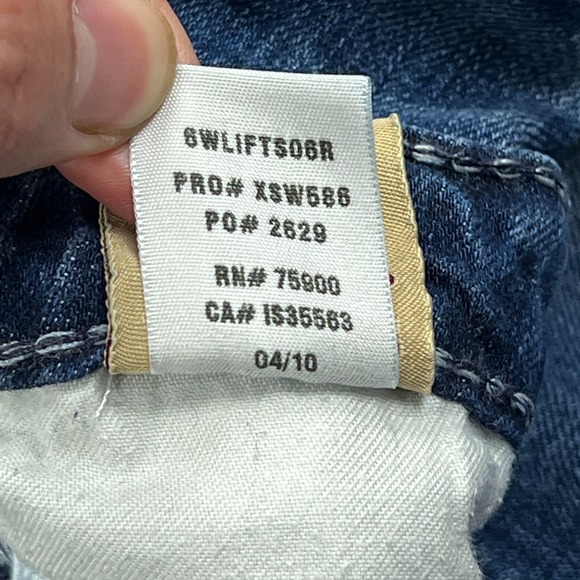 6WLIFT506R
PRO# XSW586
PO# 2629
RN# 75900
CA# IS35563
04/10